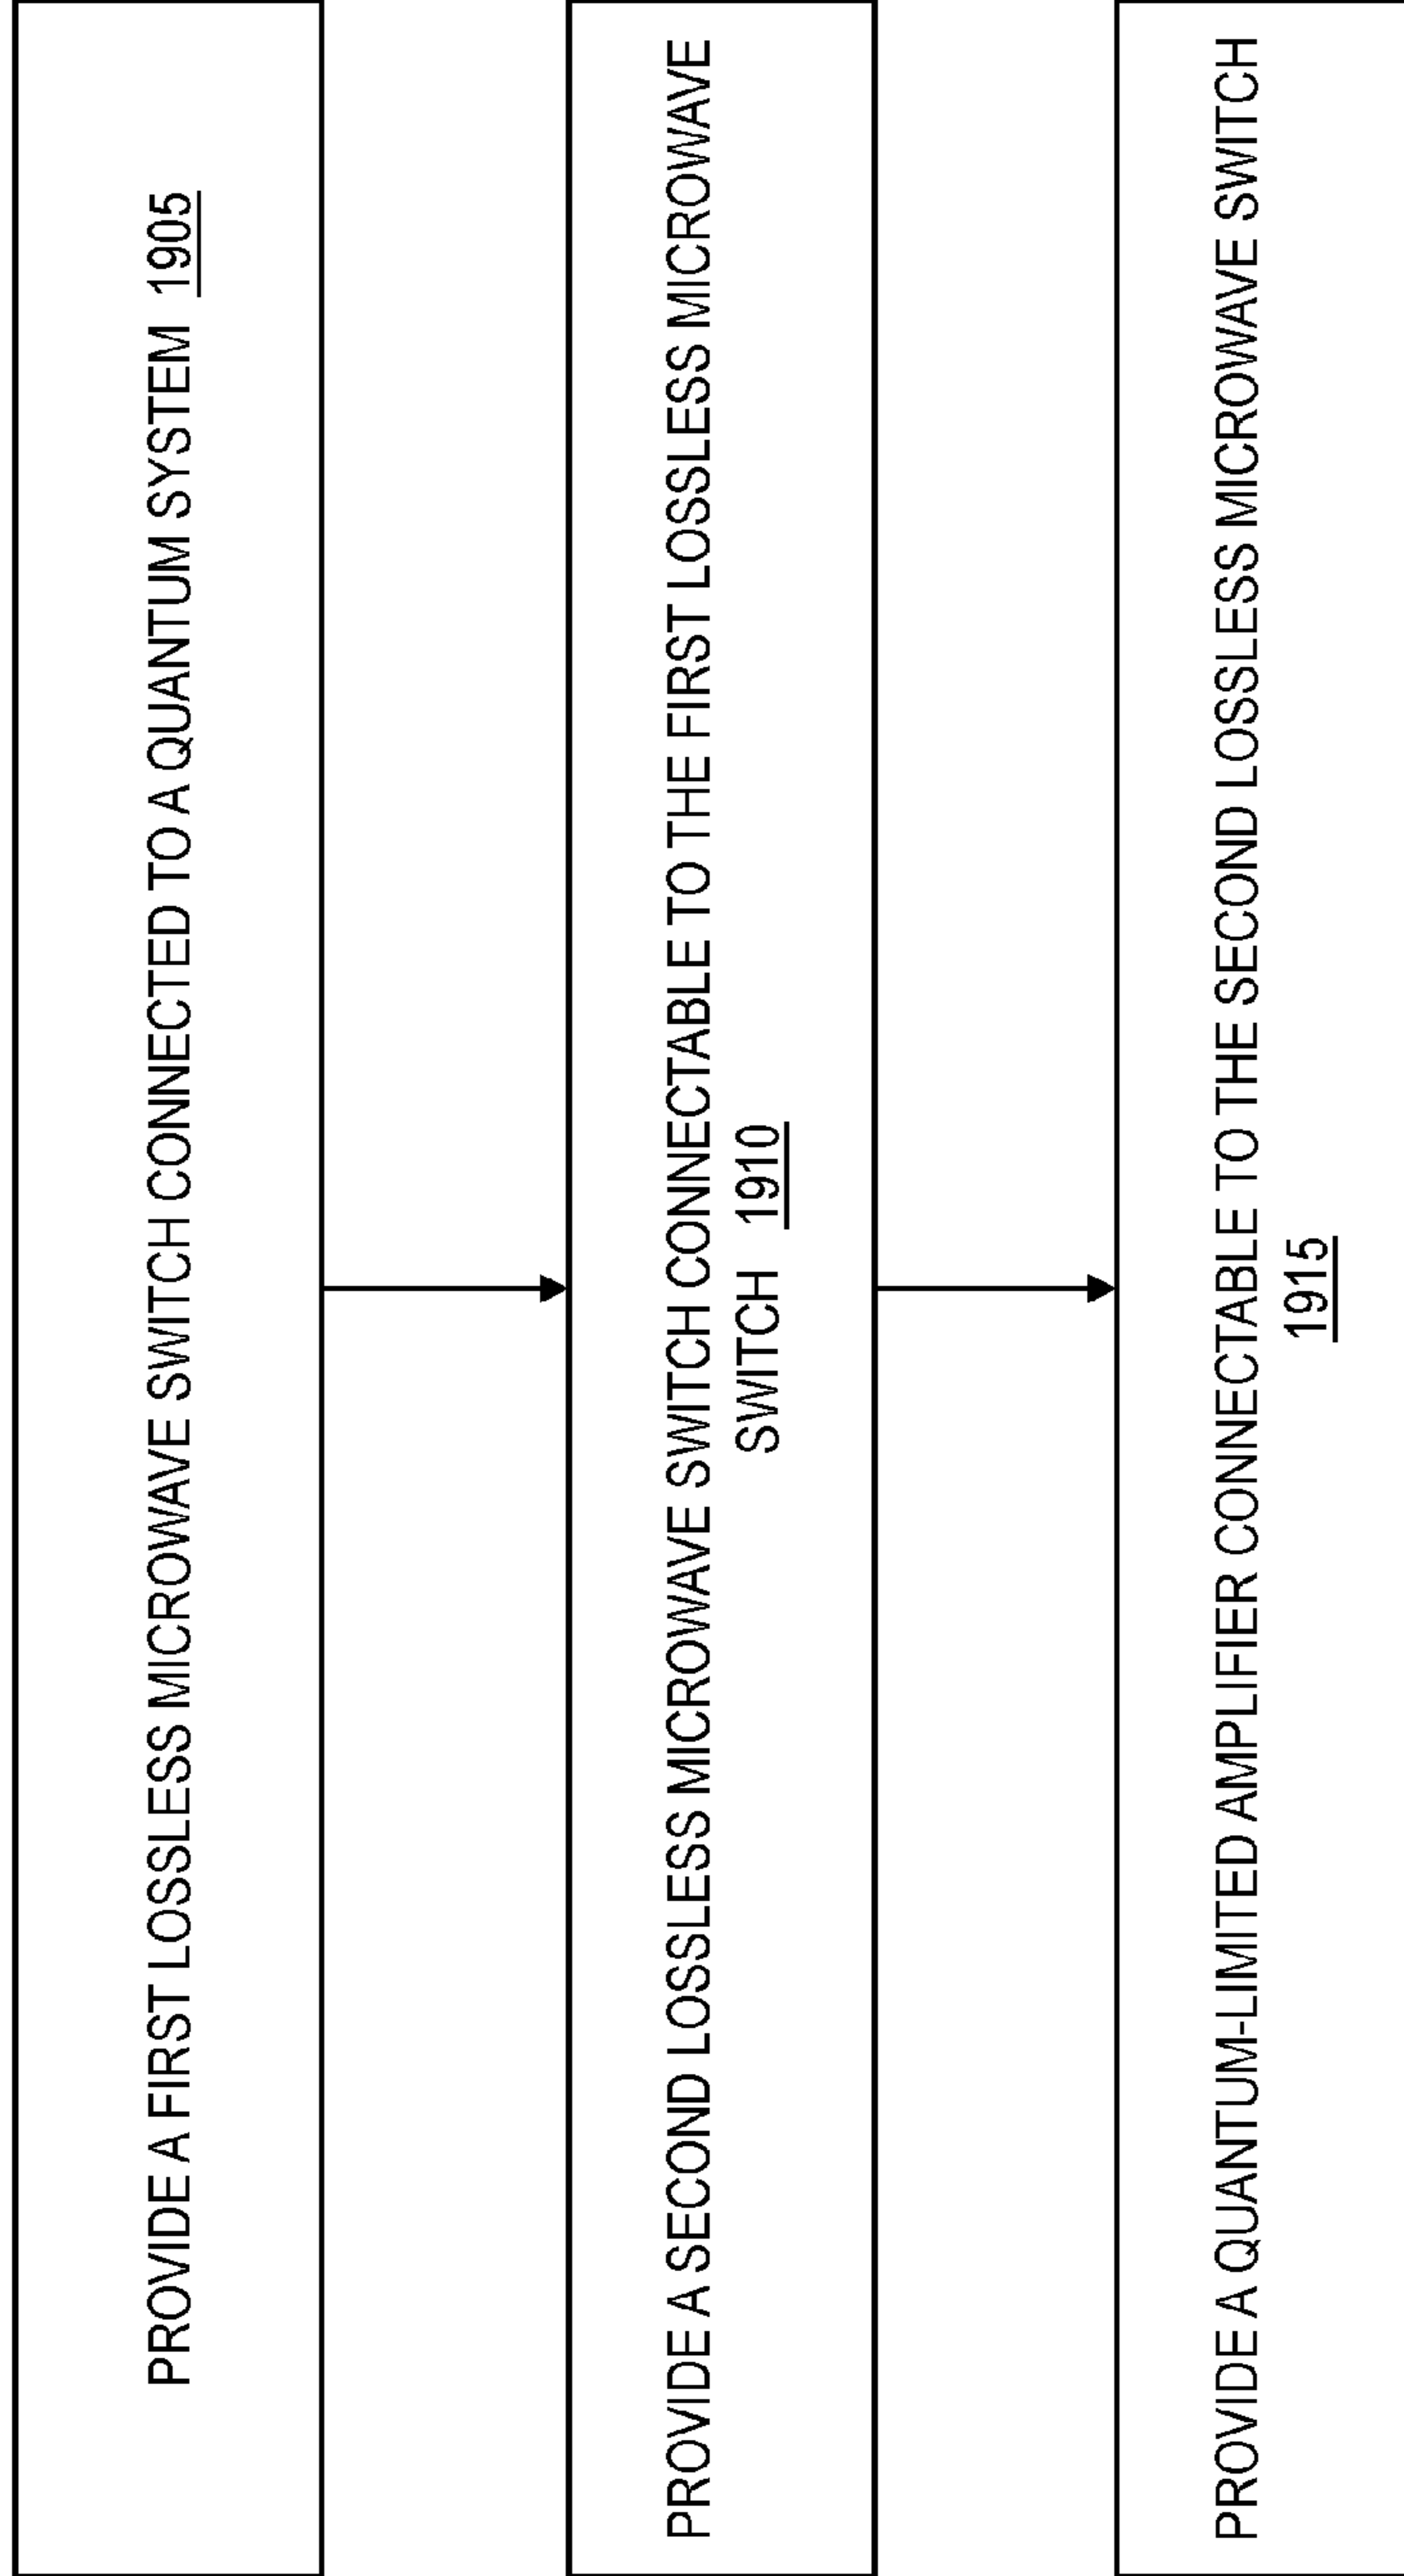 PROVIDE A FIRST LOSSLESS MICROWAVE SWITCH CONNECTED TO A QUANTUM SYSTEM 1905
PROVIDE A SECOND LOSSLESS MICROWAVE SWITCH CONNECTABLE TO THE FIRST LOSSLESS MICROWAVE
SWITCH 1910
PROVIDE A QUANTUM-LIMITED AMPLIFIER CONNECTABLE TO THE SECOND LOSSLESS MICROWAVE SWITCH
1915